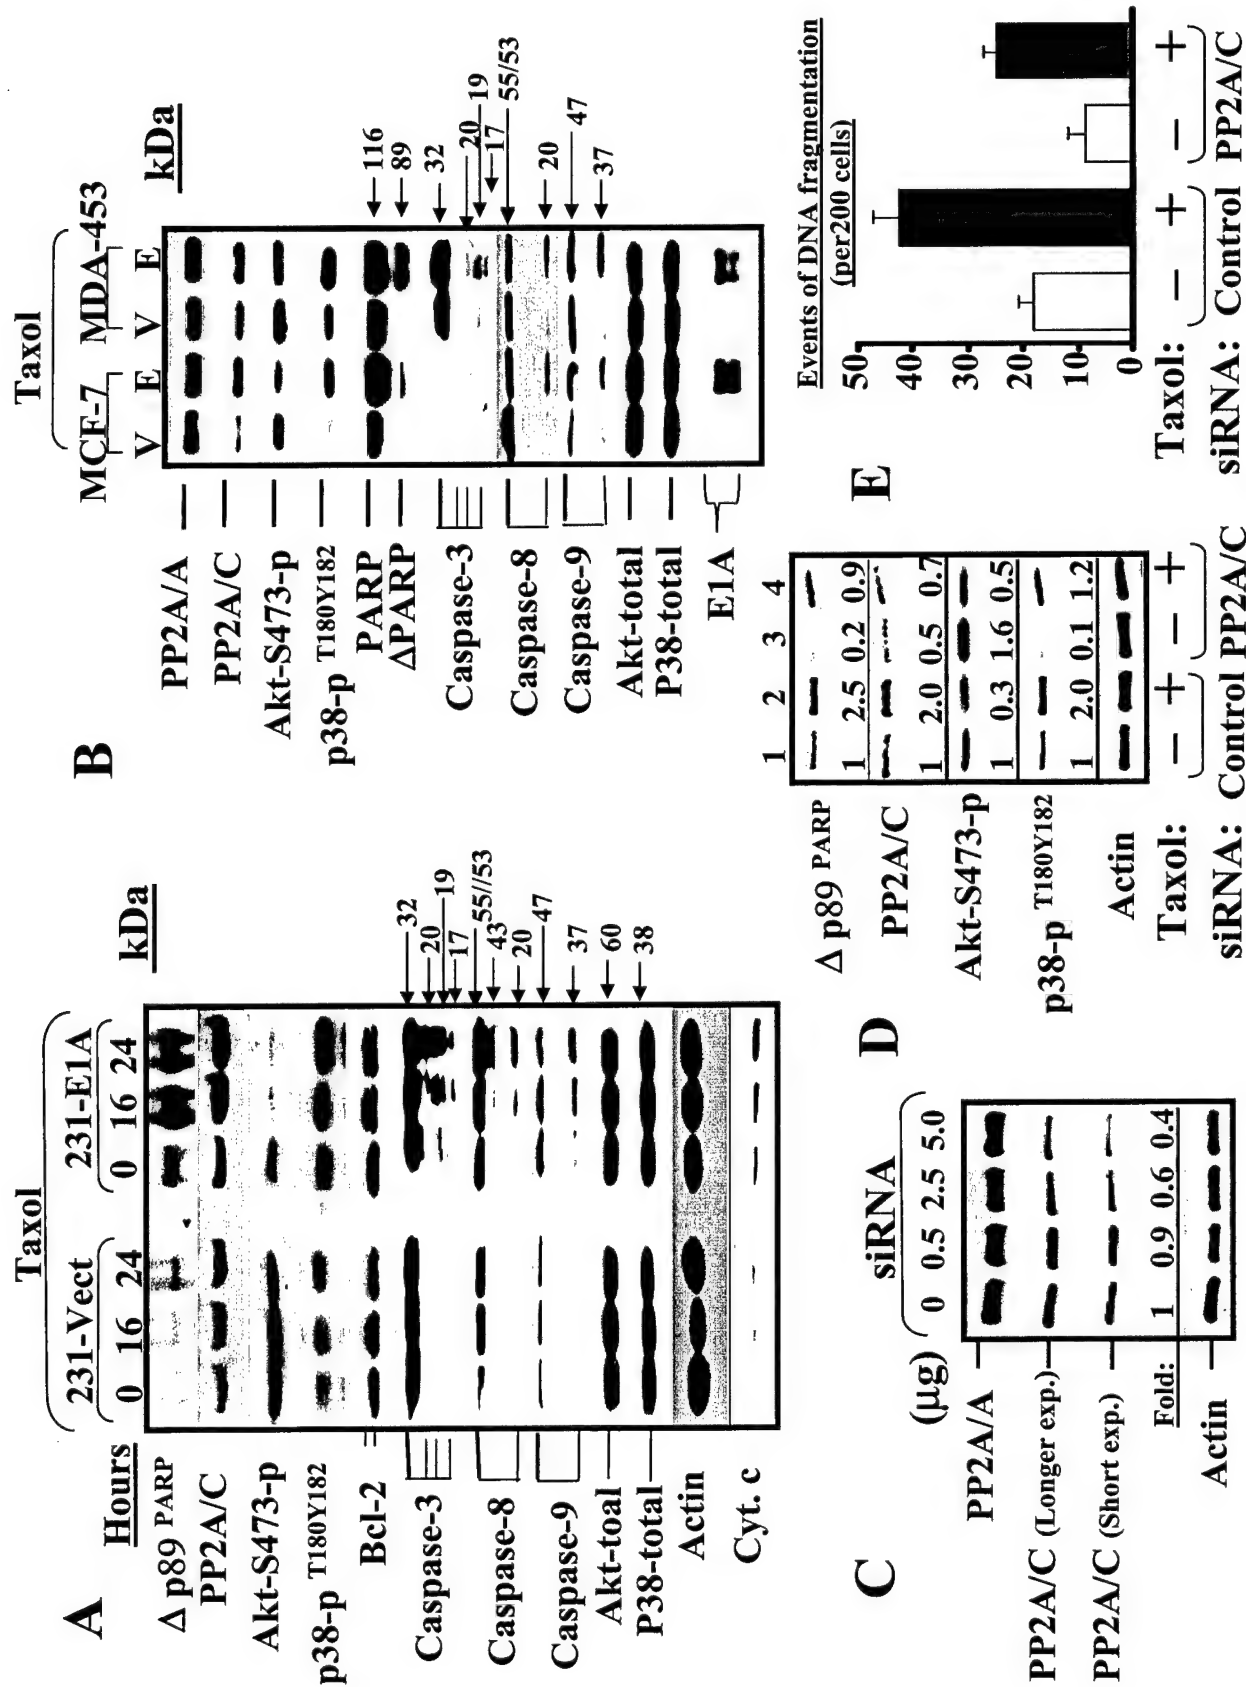 A
Taxol
231-Vect 231-E1A
Hours 0 16 24 0 16 24 kDa
Δ p89 PARP
PP2A/C
Akt-S473-p
p38-p T180Y182
Bcl-2
Caspase-3
32
20
19
17
Caspase-8
55//53
43
20
Caspase-9
47
37
Akt-toal 60
P38-total 38
Actin
Cyt. c
B
Taxol
MCF-7 MDA-453
V E V E kDa
PP2A/A
PP2A/C
Akt-S473-p
p38-p T180Y182
PARP 116
ΔPARP 89
Caspase-3
32
20
19
17
Caspase-8
55/53
20
Caspase-9
47
37
Akt-total
P38-total
E1A
C
siRNA
(µg) 0 0.5 2.5 5.0
PP2A/A
PP2A/C (Longer exp.)
PP2A/C (Short exp.)
Fold: 1 0.9 0.6 0.4
Actin
D
1 2 3 4
Δ p89 PARP
1 2.5 0.2 0.9
PP2A/C
1 2.0 0.5 0.7
Akt-S473-p
1 0.3 1.6 0.5
p38-p T180Y182
1 2.0 0.1 1.2
Actin
Taxol: − + − +
siRNA: Control PP2A/C
E
Events of DNA fragmentation
(per200 cells)
50
40
30
20
10
0
Taxol: − + − +
siRNA: Control PP2A/C